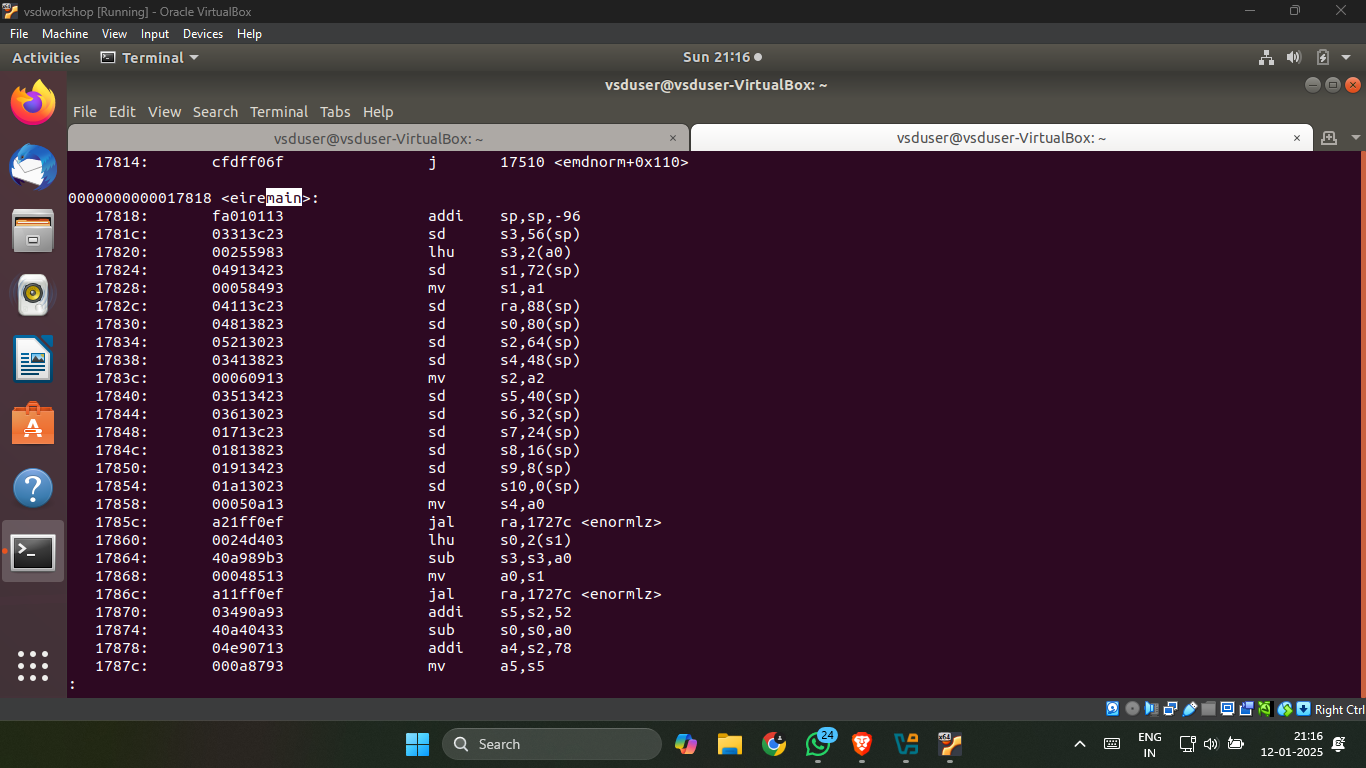 vsdworkshop [Running] - Oracle VirtualBox
File Machine View Input Devices Help
Activities Terminal Sun 21:16
vsduser@vsduser-VirtualBox: ~
File Edit View Search Terminal Tabs Help
vsduser@vsduser-VirtualBox: ~ × vsduser@vsduser-VirtualBox: ~ ×
17814: cfdff06f j 17510 <emdnorm+0x110>
0000000000017818 <eiremain>:
17818: fa010113 addi sp,sp,-96
1781c: 03313c23 sd s3,56(sp)
17820: 00255983 lhu s3,2(a0)
17824: 04913423 sd s1,72(sp)
17828: 00058493 mv s1,a1
1782c: 04113c23 sd ra,88(sp)
17830: 04813823 sd s0,80(sp)
17834: 05213023 sd s2,64(sp)
17838: 03413823 sd s4,48(sp)
1783c: 00060913 mv s2,a2
17840: 03513423 sd s5,40(sp)
17844: 03613023 sd s6,32(sp)
17848: 01713c23 sd s7,24(sp)
1784c: 01813823 sd s8,16(sp)
17850: 01913423 sd s9,8(sp)
17854: 01a13023 sd s10,0(sp)
17858: 00050a13 mv s4,a0
1785c: a21ff0ef jal ra,1727c <enormlz>
17860: 0024d403 lhu s0,2(s1)
17864: 40a989b3 sub s3,s3,a0
17868: 00048513 mv a0,s1
1786c: a11ff0ef jal ra,1727c <enormlz>
17870: 03490a93 addi s5,s2,52
17874: 40a40433 sub s0,s0,a0
17878: 04e90713 addi a4,s2,78
1787c: 000a8793 mv a5,s5
:
Right Ctrl
Search 24 x64 ENG IN 21:16 12-01-2025